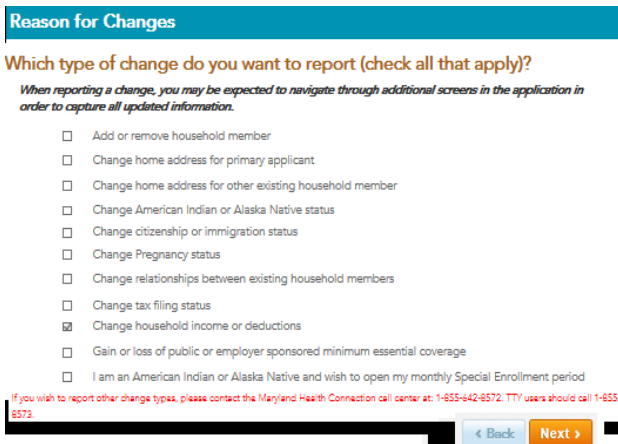 Reason for Changes
Which type of change do you want to report (check all that apply)?
When reporting a change, you may be expected to navigate through additional screens in the application in
order to capture all updated information.
Add or remove household member
Change home address for primary applicant
Change home address for other existing household member
Change American Indian or Alaska Native status
Change citizenship or immigration status
Change Pregnancy status
Change relationships between existing household members
Change tax filing status
Change household income or deductions
Gain or loss of public or employer sponsored minimum essential coverage
I am an American Indian or Alaska Native and wish to open my monthly Special Enrollment period
If you wish to report other change types, please contact the Maryland Health Connection call center at: 1-855-642-8572. TTY users should call 1-855
8573.
< Back Next >